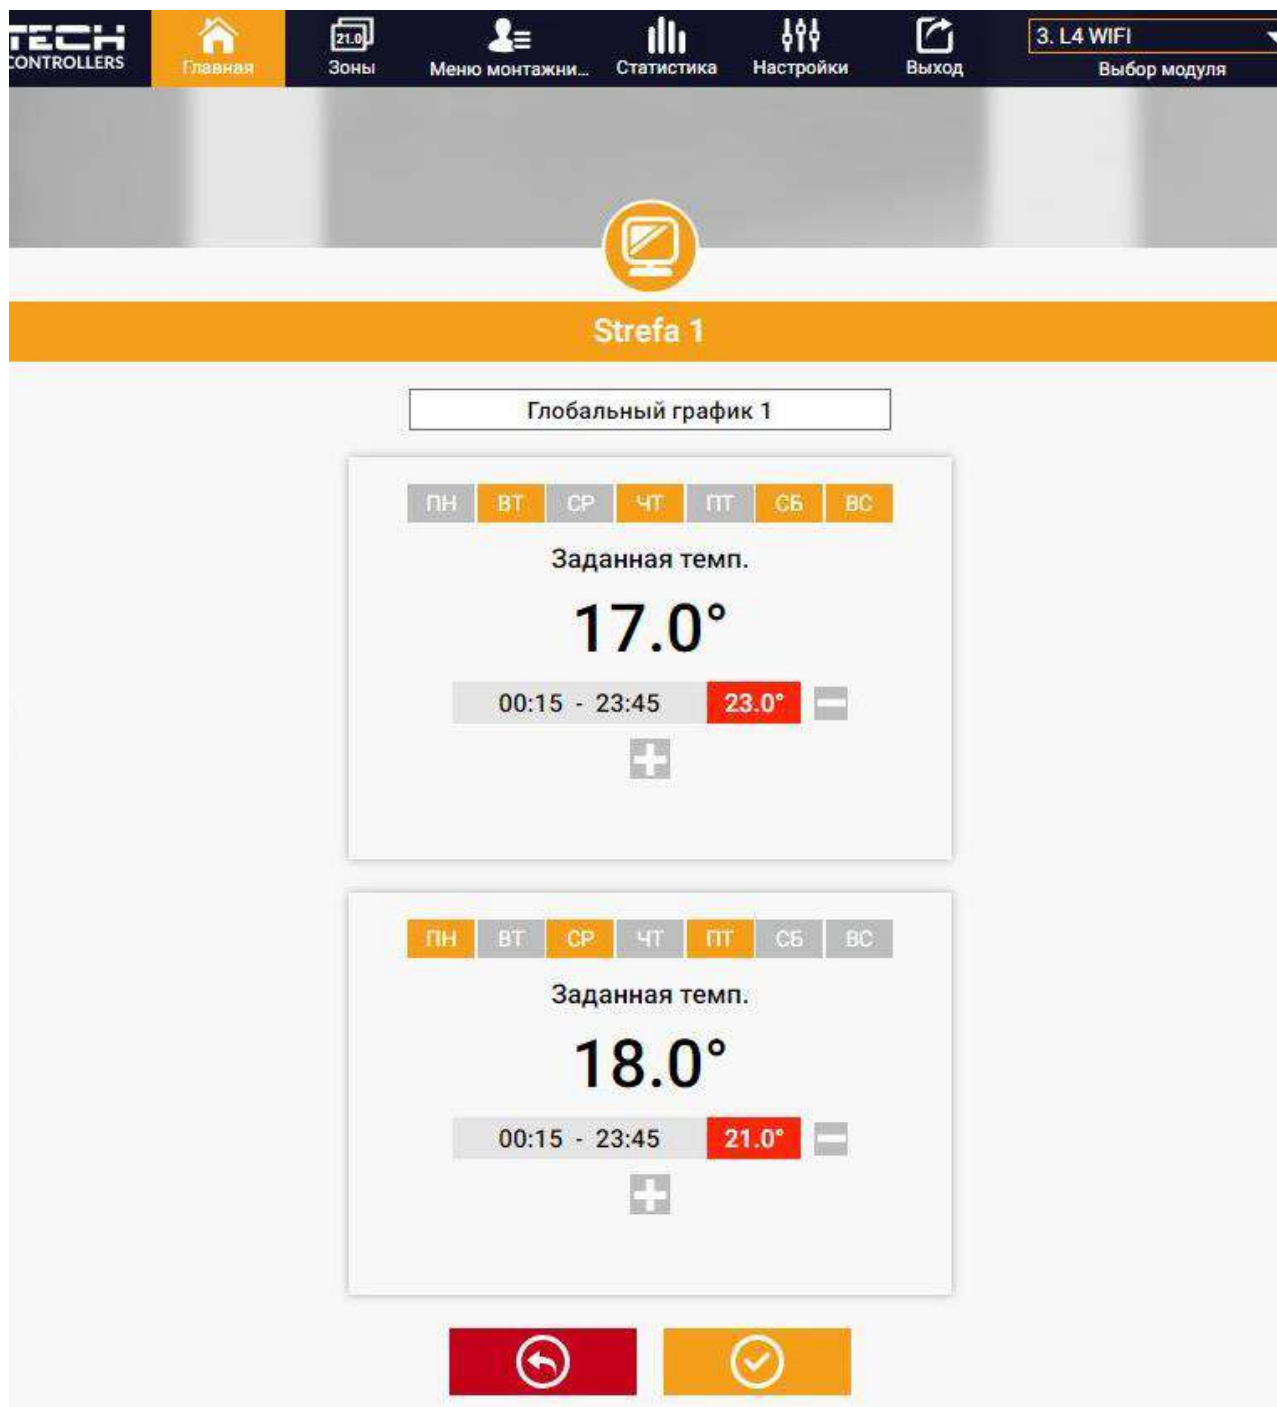 TECH
CONTROLLERS
Главная
21.0
Зоны
Меню монтажни...
Статистика
Настройки
Выход
3. L4 WIFI
Выбор модуля
Strefa 1
Глобальный график 1
ПН ВТ СР ЧТ ПТ СБ ВС
Заданная темп.
17.0°
00:15 - 23:45 23.0°
ПН ВТ СР ЧТ ПТ СБ ВС
Заданная темп.
18.0°
00:15 - 23:45 21.0°